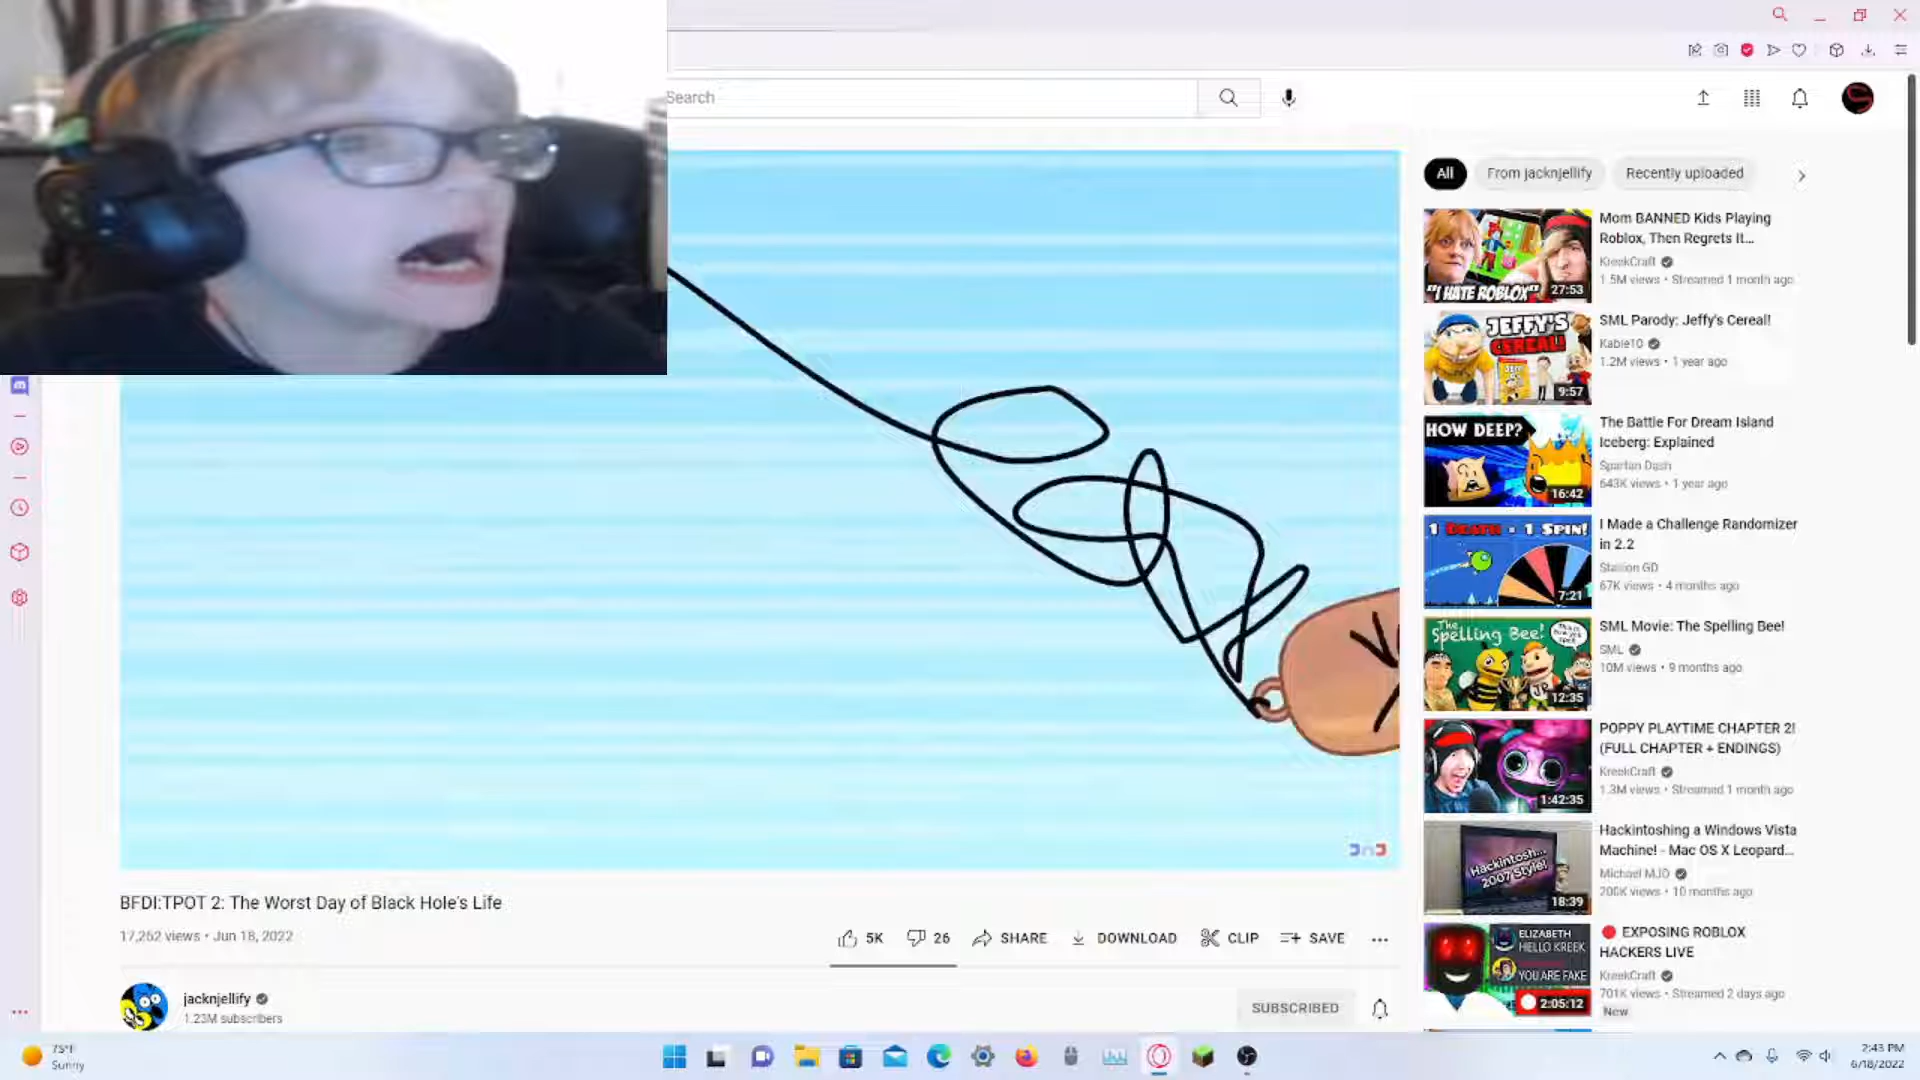 Search
All
From jacknjellify
Recently uploaded
Mom BANNED Kids Playing
Roblox, Then Regrets It...
KreekCraft
1.5M views • Streamed 1 month ago
"I HATE ROBLOX"
27:53
SML Parody: Jeffy's Cereal!
Kable10
1.2M views • 1 year ago
JEFFY'S
CEREAL!
9:57
The Battle For Dream Island
Iceberg: Explained
Spartan Dash
643K views • 1 year ago
HOW DEEP?
16:42
I Made a Challenge Randomizer
in 2.2
Stallion GD
67K views • 4 months ago
1 DEATH = 1 SPIN!
7:21
SML Movie: The Spelling Bee!
SML
10M views • 9 months ago
The
Spelling Bee!
JP
12:35
POPPY PLAYTIME CHAPTER 2!
(FULL CHAPTER + ENDINGS)
KreekCraft
1.3M views • Streamed 1 month ago
1:42:35
Hackintoshing a Windows Vista
Machine! - Mac OS X Leopard...
Michael MJD
200K views • 10 months ago
Hackintosh...
2007 Style!
18:39
EXPOSING ROBLOX
HACKERS LIVE
KreekCraft
701K views • Streamed 2 days ago
New
ELIZABETH
HELLO KREEK
YOU ARE FAKE
2:05:12
BFDI:TPOT 2: The Worst Day of Black Hole's Life
17,262 views • Jun 18, 2022
5K
26
SHARE
DOWNLOAD
CLIP
SAVE
jacknjellify
1.23M subscribers
SUBSCRIBED
75°F
Sunny
2:43 PM
6/18/2022